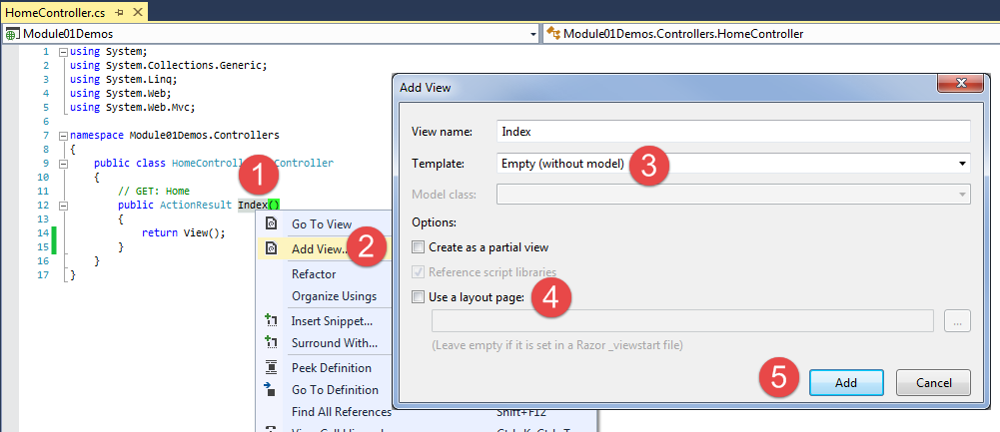 HomeController.cs
Module01Demos
Module01Demos.Controllers.HomeController
1 using System;
2 using System.Collections.Generic;
3 using System.Linq;
4 using System.Web;
5 using System.Web.Mvc;
6
7 namespace Module01Demos.Controllers
8 {
9 public class HomeController : Controller
10 {
11 // GET: Home
12 public ActionResult Index()
13 {
14 return View();
15 }
16 }
17 }
1
Go To View
Add View...
2
Refactor
Organize Usings
Insert Snippet...
Surround With...
Peek Definition
Go To Definition
Find All References Shift+F12
Add View
View name: Index
Template: Empty (without model)
3
Model class:
Options:
Create as a partial view
Reference script libraries
Use a layout page:
4
...
(Leave empty if it is set in a Razor _viewstart file)
5
Add
Cancel